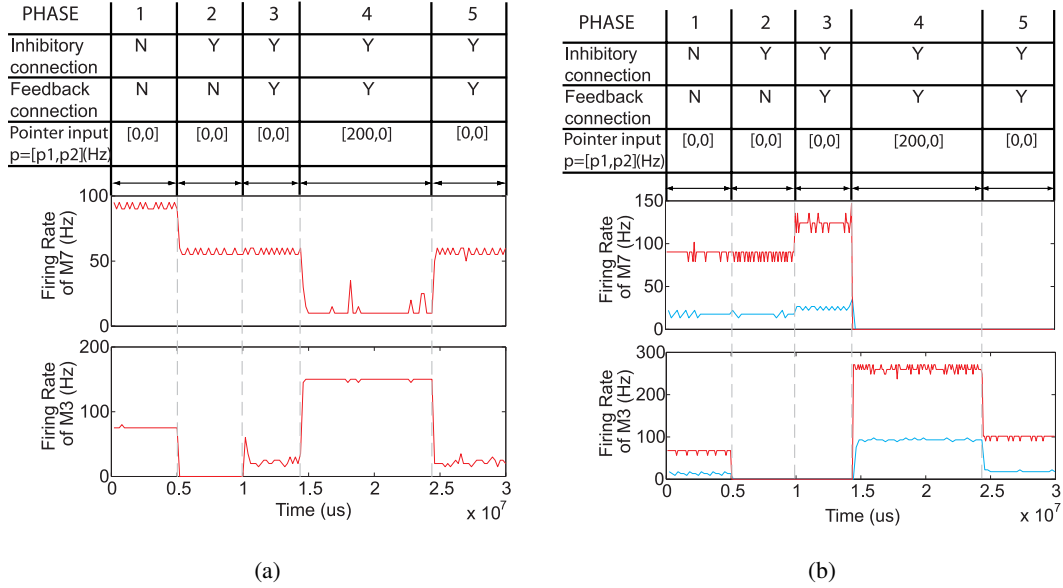 PHASE 1 2 3 4 5
Inhibitory connection N Y Y Y Y
Feedback connection N N Y Y Y
Pointer input p=[p1,p2](Hz) [0,0] [0,0] [0,0] [200,0] [0,0]
Firing Rate of M7 (Hz)
100
50
0
Firing Rate of M3 (Hz)
200
100
0
0 0.5 1 1.5 2 2.5 3
Time (us) x 10^7
(a)
PHASE 1 2 3 4 5
Inhibitory connection N Y Y Y Y
Feedback connection N N Y Y Y
Pointer input p=[p1,p2](Hz) [0,0] [0,0] [0,0] [200,0] [0,0]
Firing Rate of M7 (Hz)
150
100
50
0
Firing Rate of M3 (Hz)
300
200
100
0
0 0.5 1 1.5 2 2.5 3
Time (us) x 10^7
(b)